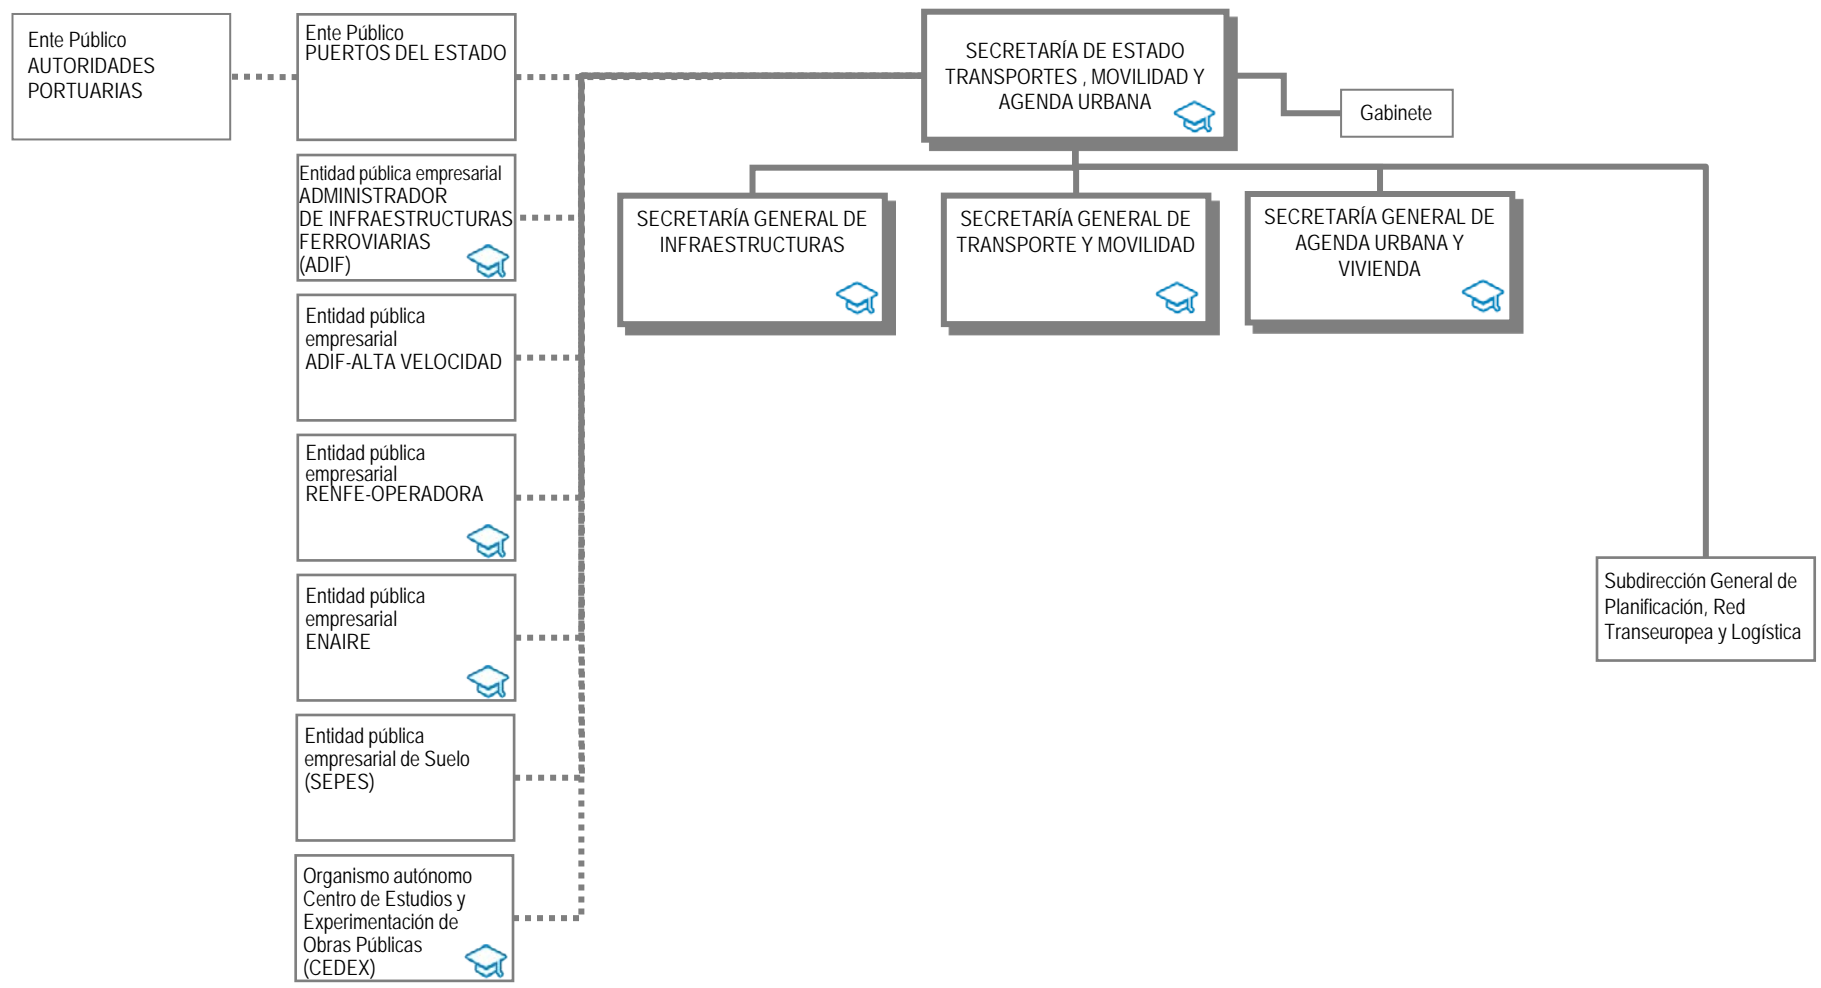 Ente Público
AUTORIDADES
PORTUARIAS
Ente Público
PUERTOS DEL ESTADO
SECRETARÍA DE ESTADO
TRANSPORTES , MOVILIDAD Y
AGENDA URBANA
Gabinete
Entidad pública empresarial
ADMINISTRADOR
DE INFRAESTRUCTURAS
FERROVIARIAS
(ADIF)
SECRETARÍA GENERAL DE
INFRAESTRUCTURAS
SECRETARÍA GENERAL DE
TRANSPORTE Y MOVILIDAD
SECRETARÍA GENERAL DE
AGENDA URBANA Y
VIVIENDA
Entidad pública
empresarial
ADIF-ALTA VELOCIDAD
Entidad pública
empresarial
RENFE-OPERADORA
Entidad pública
empresarial
ENAIRE
Subdirección General de
Planificación, Red
Transeuropea y Logística
Entidad pública
empresarial de Suelo
(SEPES)
Organismo autónomo
Centro de Estudios y
Experimentación de
Obras Públicas
(CEDEX)